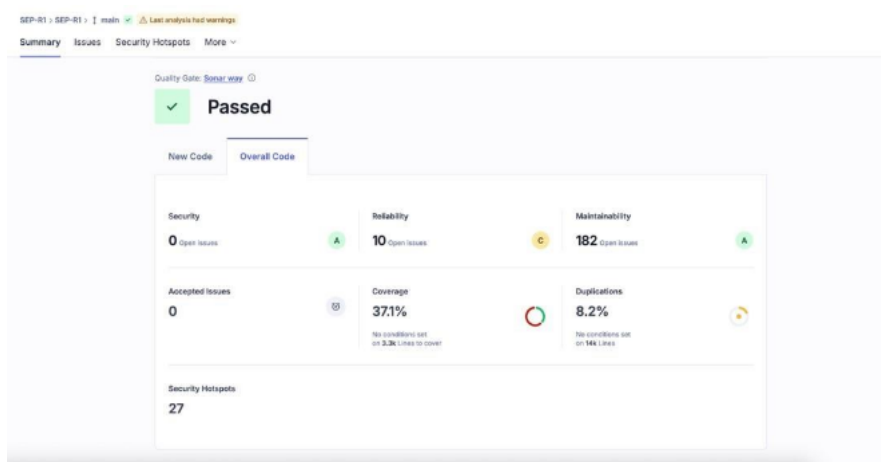 SEP-R1 > SEP-R1 > main Last analysis had warnings
Summary Issues Security Hotspots More
Quality Gate: Sonar way
Passed
New Code Overall Code
Security Reliability Maintainability
0 Open issues A 10 Open issues C 182 Open issues A
Accepted Issues Coverage Duplications
0 37.1% 8.2%
No conditions set No conditions set
on 3.3k Lines to cover on 14k Lines
Security Hotspots
27